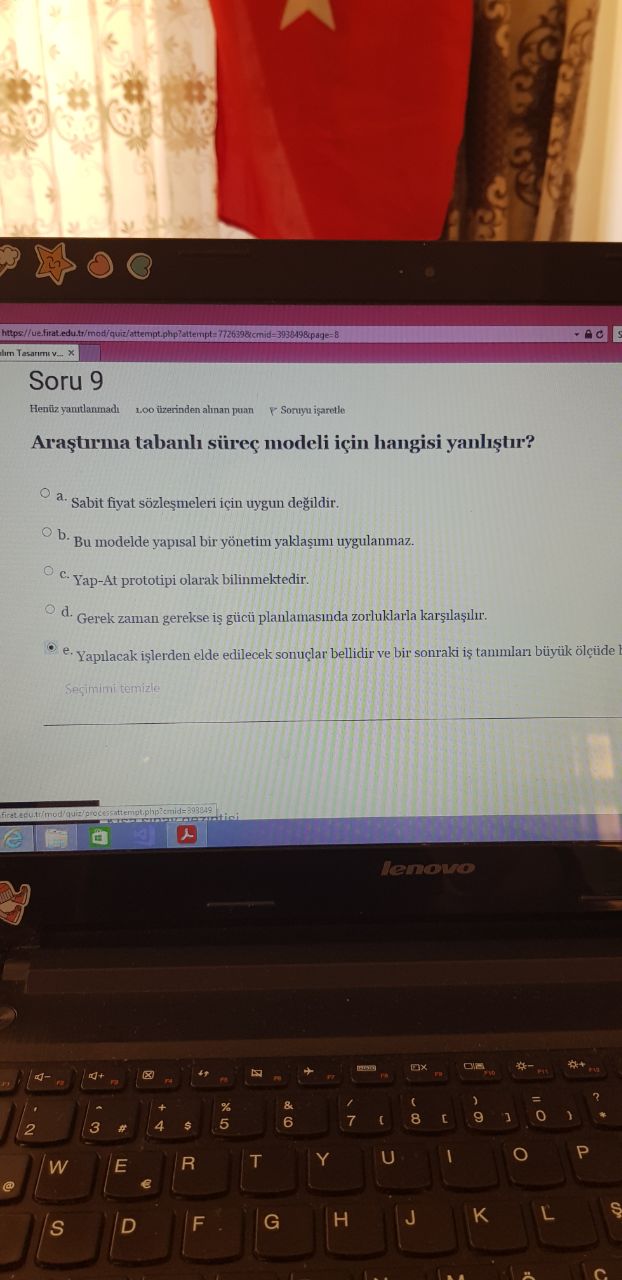 https://ue.firat.edu.tr/mod/quiz/attempt.php?attempt=772639&cmid=393849&page=8
ılım Tasarımı v... X
Soru 9
Henüz yanıtlanmadı 1.00 üzerinden alınan puan Soruyu işaretle
Araştırma tabanlı süreç modeli için hangisi yanlıştır?
a. Sabit fiyat sözleşmeleri için uygun değildir.
b. Bu modelde yapısal bir yönetim yaklaşımı uygulanmaz.
c. Yap-At prototipi olarak bilinmektedir.
d. Gerek zaman gerekse iş gücü planlamasında zorluklarla karşılaşılır.
e. Yapılacak işlerden elde edilecek sonuçlar bellidir ve bir sonraki iş tanımları büyük ölçüde
Seçimimi temizle
firat.edu.tr/mod/quiz/processattempt.php?cmid=393849
lenovo
F1 F2 F3 F4 F5 F6 F7 F8 F9 F10 F11 F12
' ^ + % & / ( ) = ?
2 3 # 4 $ 5 6 7 { 8 [ 9 ] 0 } *
@ W E € R T Y U I O P
S D F G H J K L Ş